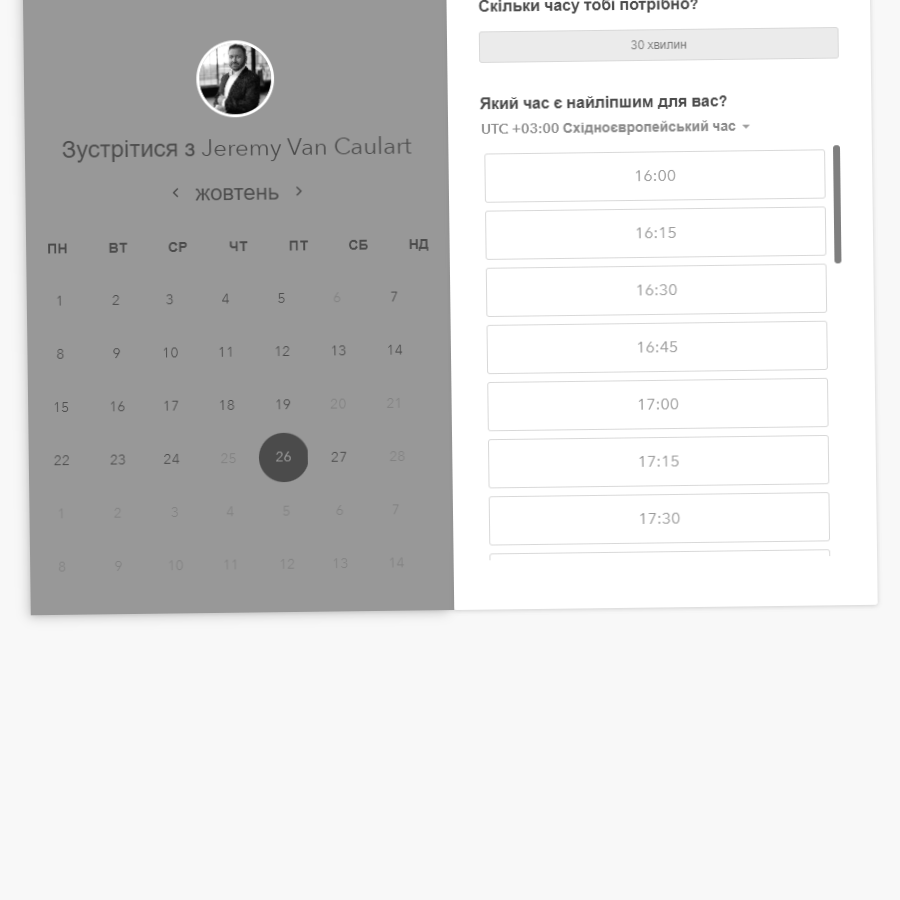 Зустрітися з Jeremy Van Caulart
жовтень
ПН ВТ СР ЧТ ПТ СБ НД
1 2 3 4 5 6 7
8 9 10 11 12 13 14
15 16 17 18 19 20 21
22 23 24 25 26 27 28
1 2 3 4 5 6 7
8 9 10 11 12 13 14
Скільки часу тобі потрібно?
30 хвилин
Який час є найліпшим для вас?
UTC +03:00 Східноєвропейський час
16:00
16:15
16:30
16:45
17:00
17:15
17:30